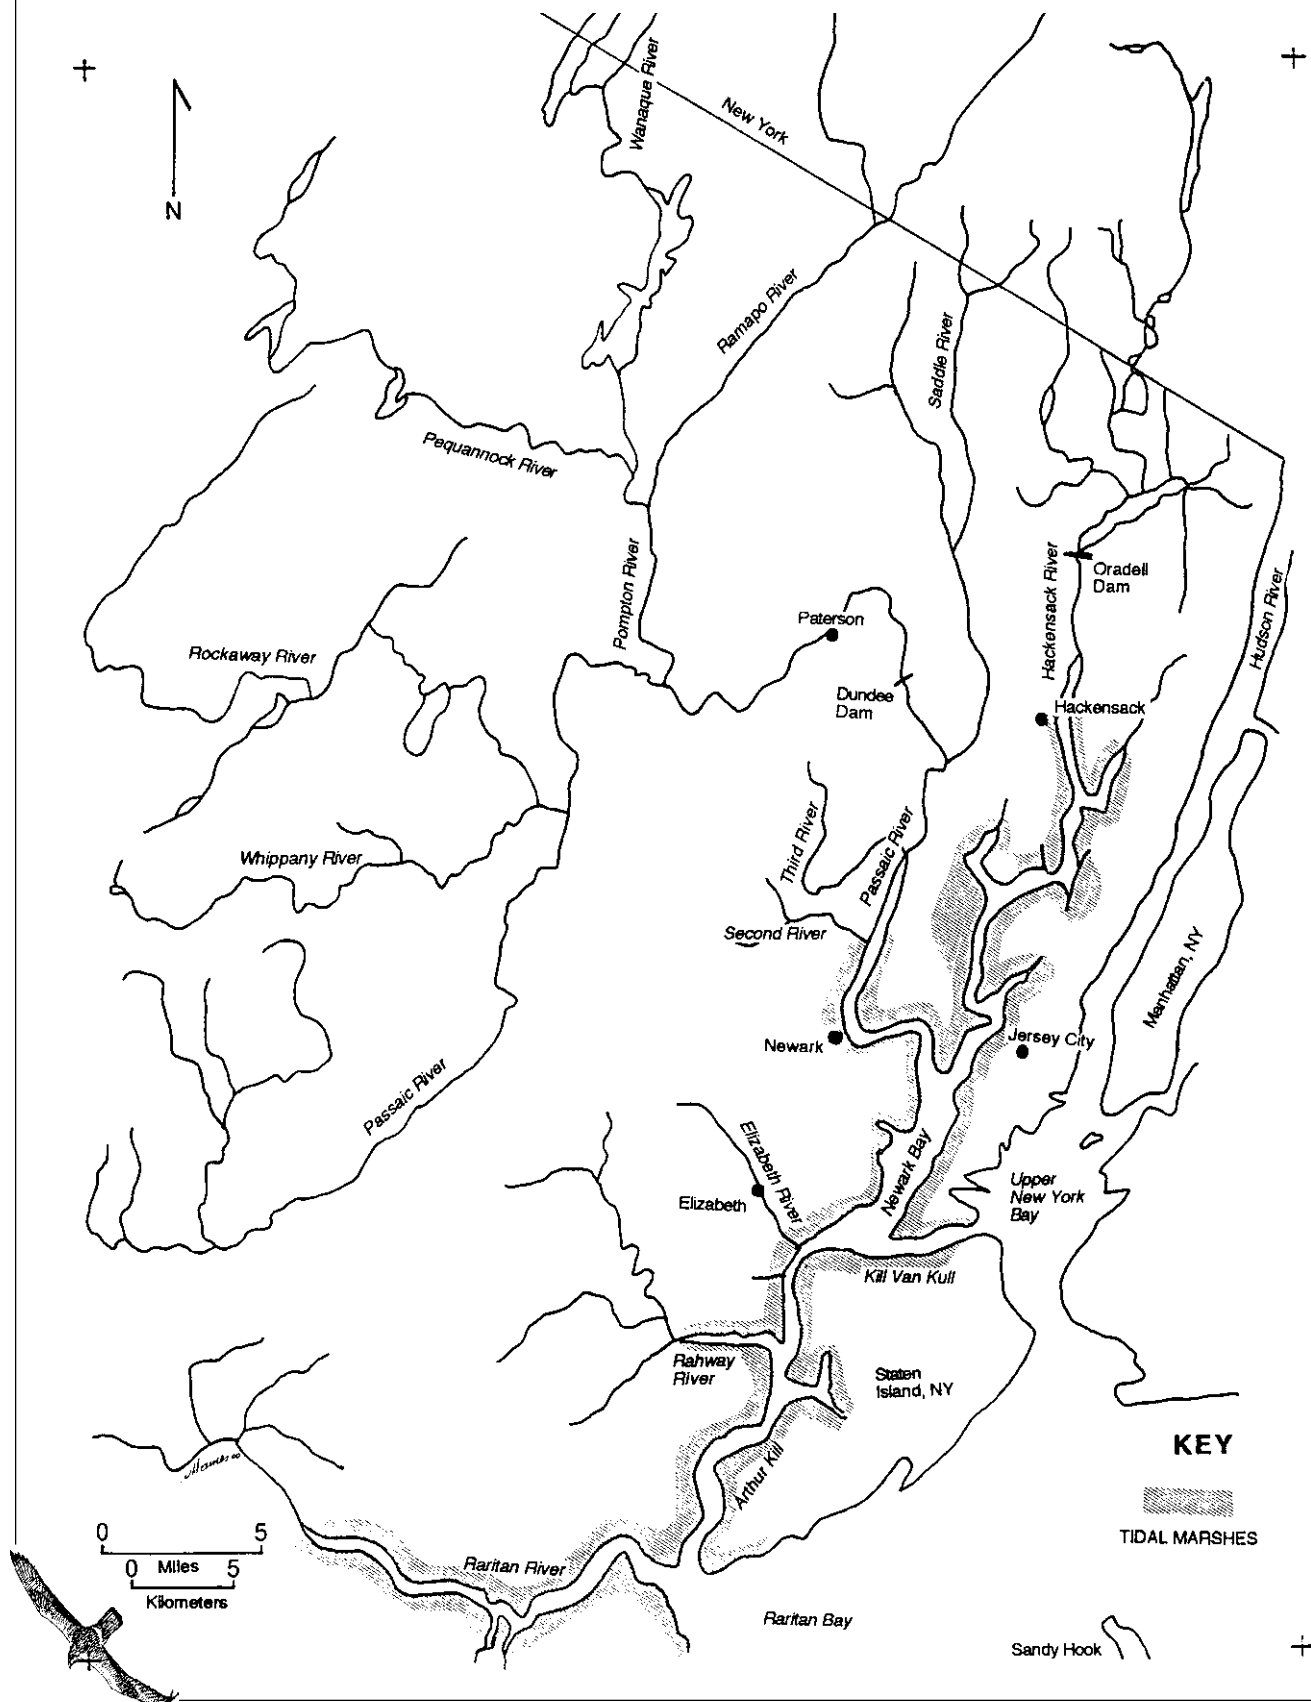 Wanaque River
New York
N
Ramapo River
Saddle River
Pequannock River
Hackensack River
Oradell
Dam
Hudson River
Pompton River
Paterson
Rockaway River
Dundee
Dam
Hackensack
Third River
Passaic River
Whippany River
Second River
Manhattan, NY
Newark
Jersey City
Passaic River
Elizabeth River
Newark Bay
Upper
New York
Bay
Elizabeth
Kill Van Kull
Rahway
River
Staten
Island, NY
KEY
Arthur Kill
TIDAL MARSHES
0 5
Miles
0 5
Kilometers
Raritan River
Raritan Bay
Sandy Hook